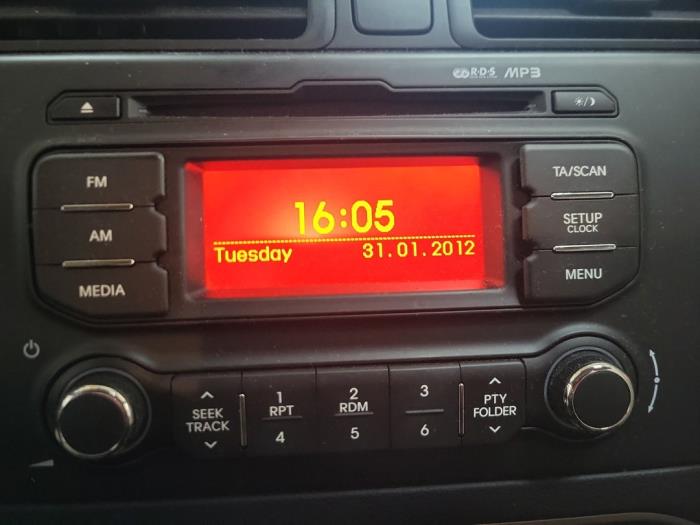 R·D·S MP3
FM
AM
MEDIA
16:05
Tuesday 31.01.2012
TA/SCAN
SETUP
CLOCK
MENU
SEEK
TRACK
1
RPT
4
2
RDM
5
3
6
PTY
FOLDER